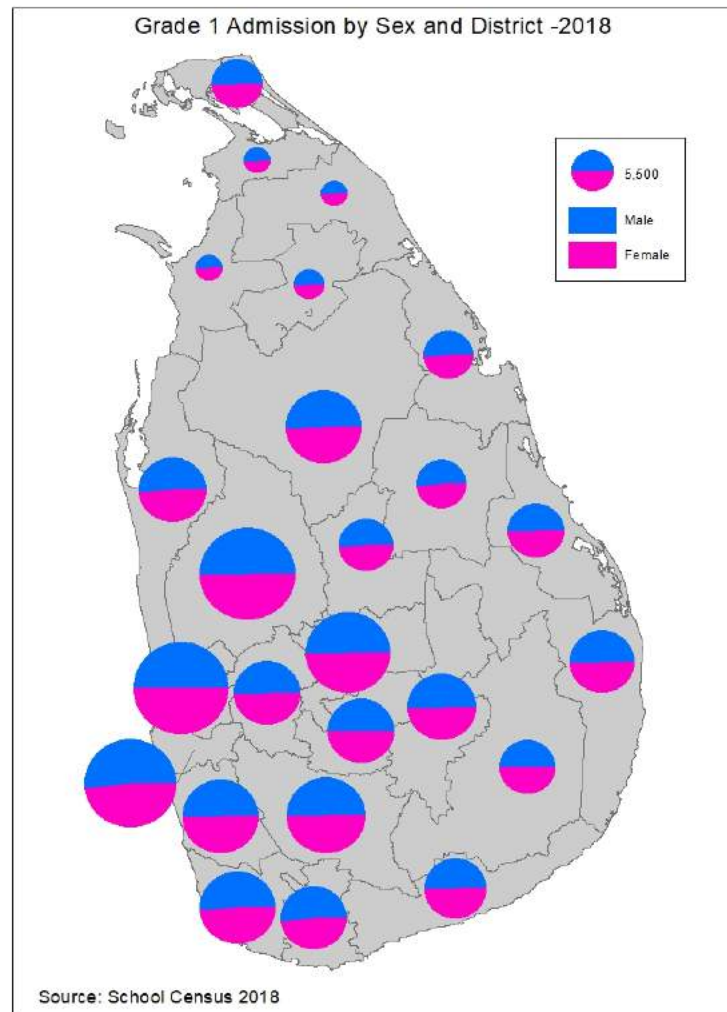 Grade 1 Admission by Sex and District -2018
5,500
Male
Female
Source: School Census 2018